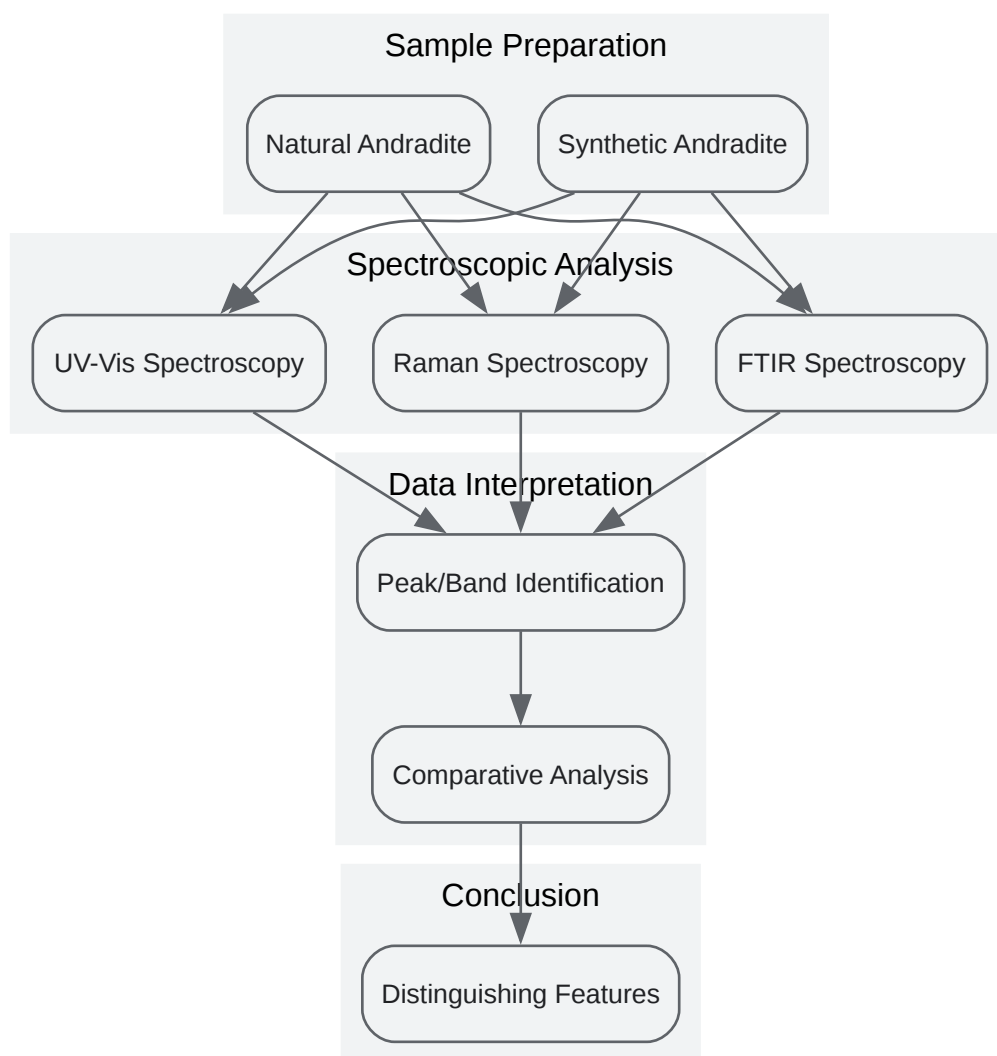 Sample Preparation
Natural Andradite
Synthetic Andradite
Spectroscopic Analysis
UV-Vis Spectroscopy
Raman Spectroscopy
FTIR Spectroscopy
Data Interpretation
Peak/Band Identification
Comparative Analysis
Conclusion
Distinguishing Features